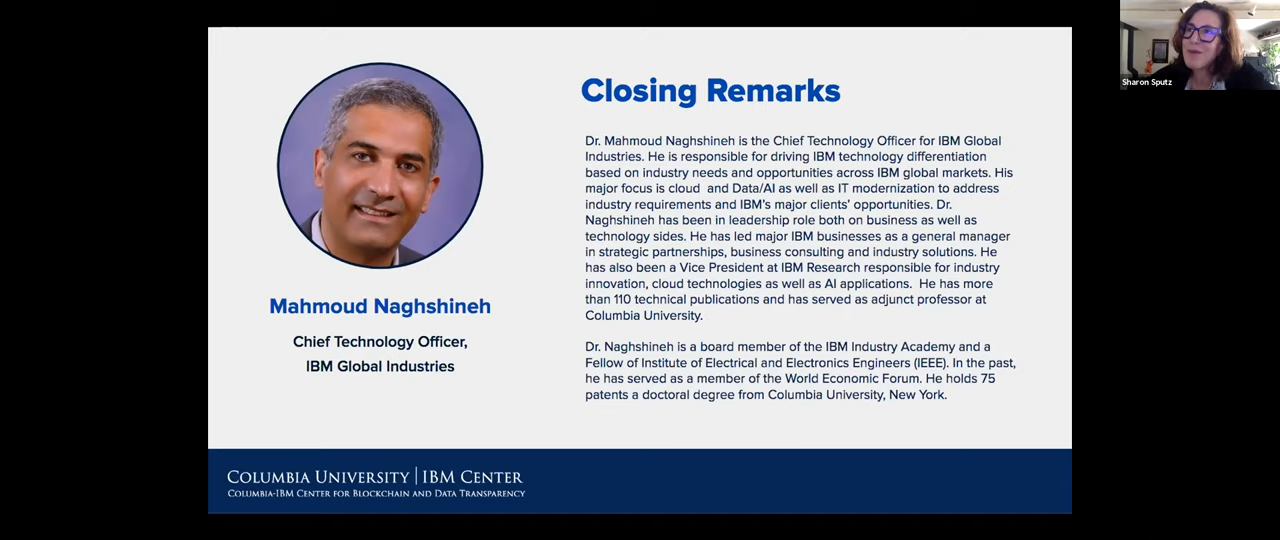 Closing Remarks
Dr. Mahmoud Naghshineh is the Chief Technology Officer for IBM Global
Industries. He is responsible for driving IBM technology differentiation
based on industry needs and opportunities across IBM global markets. His
major focus is cloud and Data/AI as well as IT modernization to address
industry requirements and IBM's major clients' opportunities. Dr.
Naghshineh has been in leadership role both on business as well as
technology sides. He has led major IBM businesses as a general manager
in strategic partnerships, business consulting and industry solutions. He
has also been a Vice President at IBM Research responsible for industry
innovation, cloud technologies as well as AI applications. He has more
than 110 technical publications and has served as adjunct professor at
Columbia University.
Dr. Naghshineh is a board member of the IBM Industry Academy and a
Fellow of Institute of Electrical and Electronics Engineers (IEEE). In the past,
he has served as a member of the World Economic Forum. He holds 75
patents a doctoral degree from Columbia University, New York.
Mahmoud Naghshineh
Chief Technology Officer,
IBM Global Industries
COLUMBIA UNIVERSITY | IBM CENTER
COLUMBIA-IBM CENTER FOR BLOCKCHAIN AND DATA TRANSPARENCY
Sharon Sputz